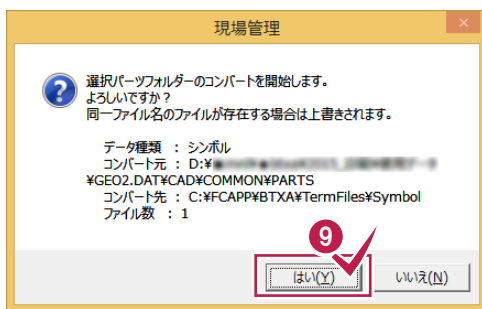 現場管理
選択パーツフォルダーのコンバートを開始します。
よろしいですか？
同一ファイル名のファイルが存在する場合は上書きされます。
データ種類 ： シンボル
コンバート元 ： D:¥
¥GEO2.DAT¥CAD¥COMMON¥PARTS
コンバート先 ： C:¥FCAPP¥BTXA¥TermFiles¥Symbol
ファイル数 ： 1
9
はい(Y) いいえ(N)